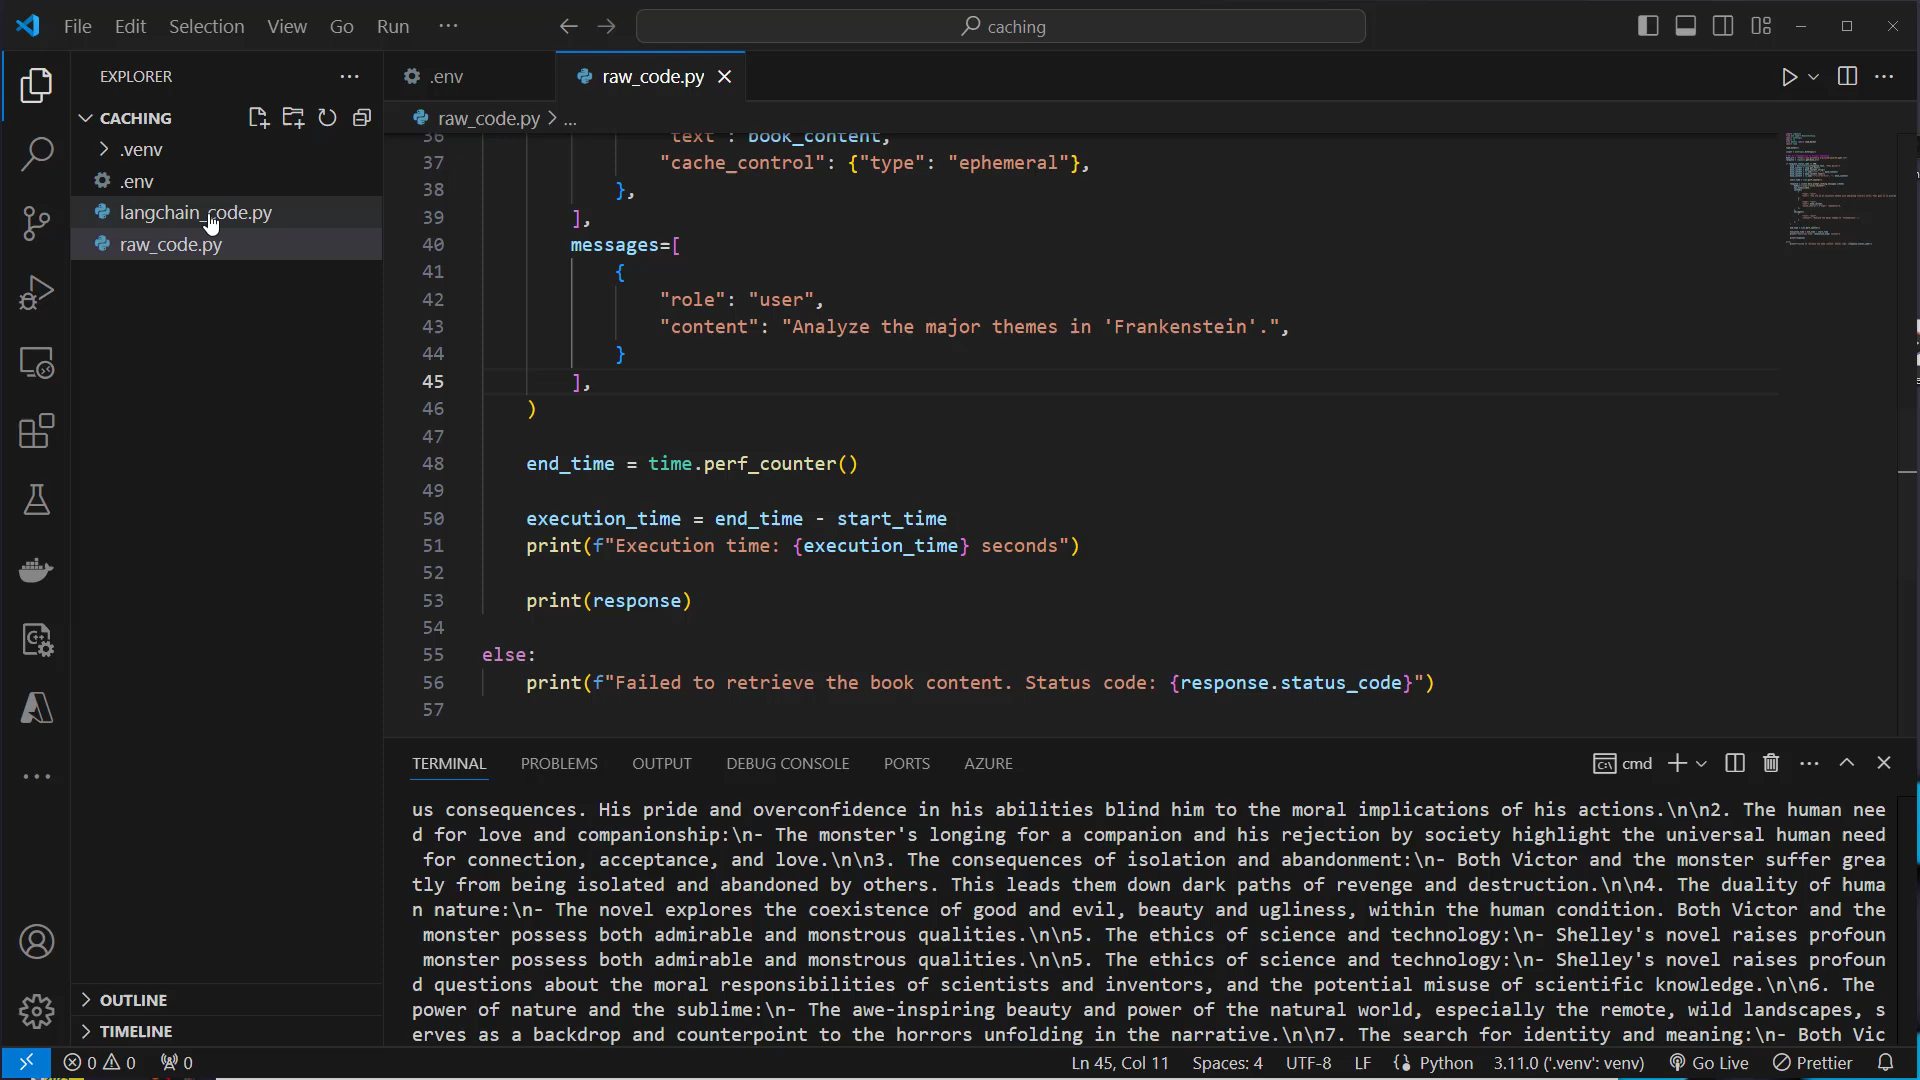 File Edit Selection View Go Run ···
caching
EXPLORER
CACHING
.venv
.env
langchain_code.py
raw_code.py
OUTLINE
TIMELINE
.env
raw_code.py
raw_code.py > ...
36 text": book_content,
37 "cache_control": {"type": "ephemeral"},
38 },
39 ],
40 messages=[
41 {
42 "role": "user",
43 "content": "Analyze the major themes in 'Frankenstein'.",
44 }
45 ],
46 )
47
48 end_time = time.perf_counter()
49
50 execution_time = end_time - start_time
51 print(f"Execution time: {execution_time} seconds")
52
53 print(response)
54
55 else:
56 print(f"Failed to retrieve the book content. Status code: {response.status_code}")
57
TERMINAL PROBLEMS OUTPUT DEBUG CONSOLE PORTS AZURE
cmd
us consequences. His pride and overconfidence in his abilities blind him to the moral implications of his actions.\n\n2. The human nee
d for love and companionship:\n- The monster's longing for a companion and his rejection by society highlight the universal human need
for connection, acceptance, and love.\n\n3. The consequences of isolation and abandonment:\n- Both Victor and the monster suffer grea
tly from being isolated and abandoned by others. This leads them down dark paths of revenge and destruction.\n\n4. The duality of huma
n nature:\n- The novel explores the coexistence of good and evil, beauty and ugliness, within the human condition. Both Victor and the
monster possess both admirable and monstrous qualities.\n\n5. The ethics of science and technology:\n- Shelley's novel raises profoun
monster possess both admirable and monstrous qualities.\n\n5. The ethics of science and technology:\n- Shelley's novel raises profoun
d questions about the moral responsibilities of scientists and inventors, and the potential misuse of scientific knowledge.\n\n6. The
power of nature and the sublime:\n- The awe-inspiring beauty and power of the natural world, especially the remote, wild landscapes, s
erves as a backdrop and counterpoint to the horrors unfolding in the narrative.\n\n7. The search for identity and meaning:\n- Both Vic
0 0 0 Ln 45, Col 11 Spaces: 4 UTF-8 LF Python 3.11.0 ('.venv': venv) Go Live Prettier